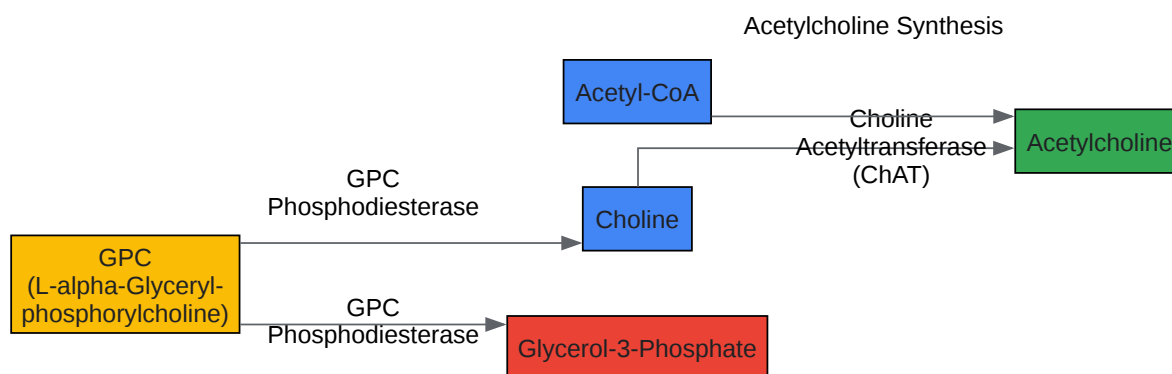 Acetylcholine Synthesis
Acetyl-CoA
Choline
Acetyltransferase
(ChAT)
Acetylcholine
GPC
Phosphodiesterase
Choline
GPC
(L-alpha-Glyceryl-
phosphorylcholine)
GPC
Phosphodiesterase
Glycerol-3-Phosphate